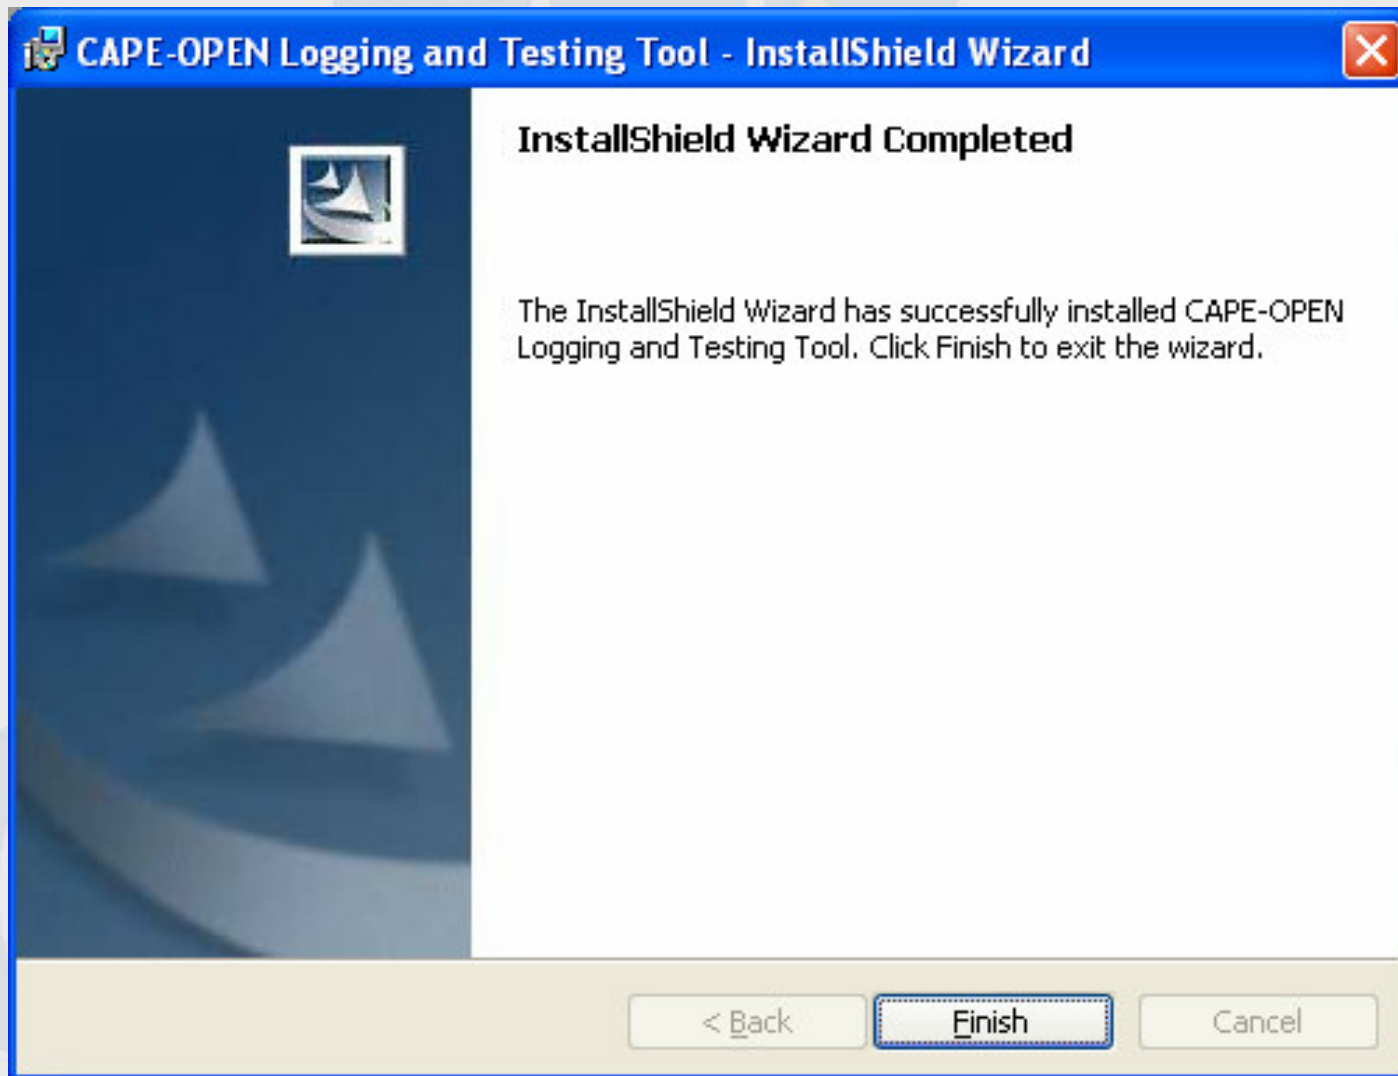 CAPE-OPEN Logging and Testing Tool - InstallShield Wizard
InstallShield Wizard Completed
The InstallShield Wizard has successfully installed CAPE-OPEN
Logging and Testing Tool. Click Finish to exit the wizard.
< Back
Finish
Cancel